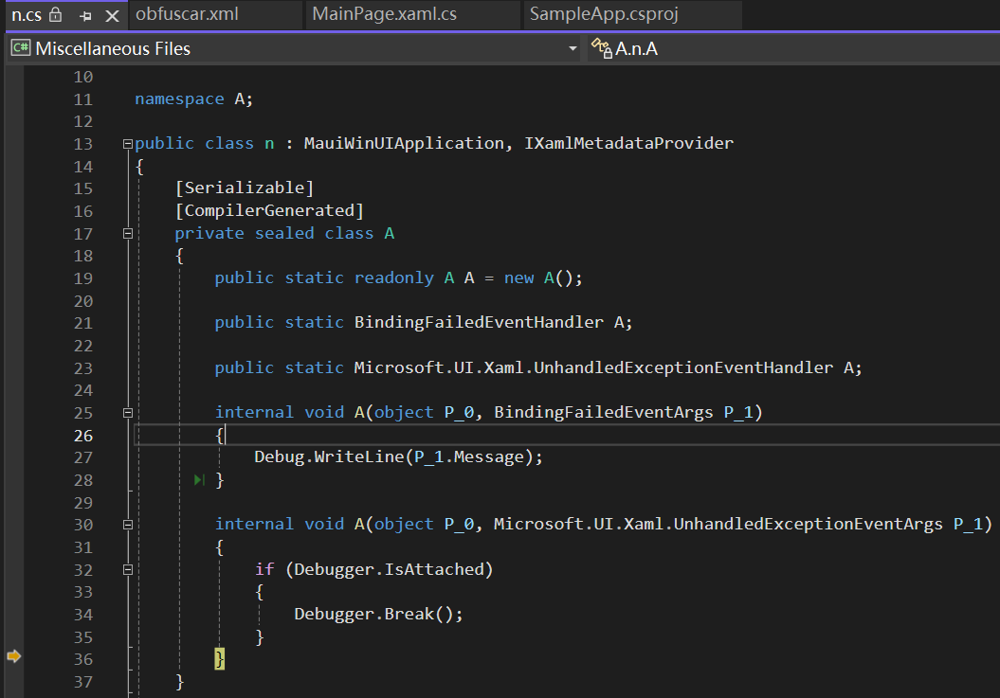 n.cs obfuscar.xml MainPage.xaml.cs SampleApp.csproj
C# Miscellaneous Files A.n.A
10
11 namespace A;
12
13 public class n : MauiWinUIApplication, IXamlMetadataProvider
14 {
15 [Serializable]
16 [CompilerGenerated]
17 private sealed class A
18 {
19 public static readonly A A = new A();
20
21 public static BindingFailedEventHandler A;
22
23 public static Microsoft.UI.Xaml.UnhandledExceptionEventHandler A;
24
25 internal void A(object P_0, BindingFailedEventArgs P_1)
26 {
27 Debug.WriteLine(P_1.Message);
28 }
29
30 internal void A(object P_0, Microsoft.UI.Xaml.UnhandledExceptionEventArgs P_1)
31 {
32 if (Debugger.IsAttached)
33 {
34 Debugger.Break();
35 }
36 }
37 }